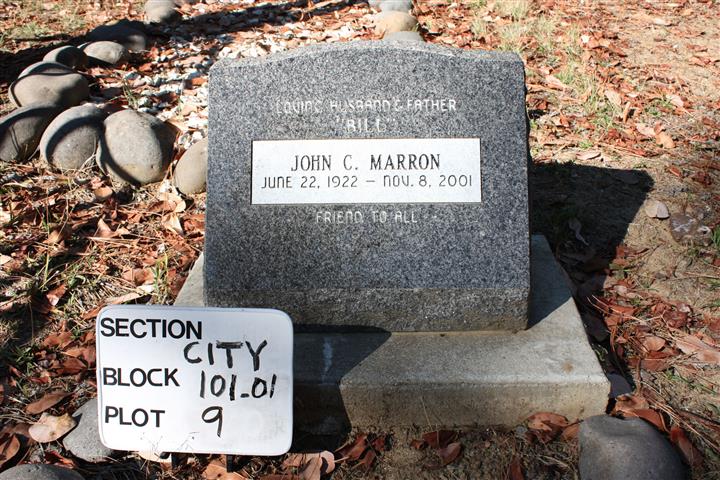 LOVING HUSBAND & FATHER
"BILL"
JOHN C. MARRON
JUNE 22, 1922 — NOV. 8, 2001
FRIEND TO ALL
SECTION CITY
BLOCK 101-01
PLOT 9